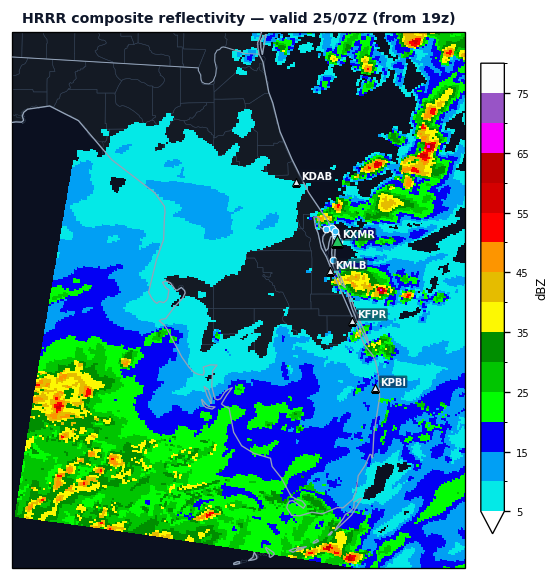 HRRR composite reflectivity — valid 25/07Z (from 19z)
KDAB
KXMR
KMLB
KFPR
KPBI
75
65
55
45
35
25
15
5
dBZ